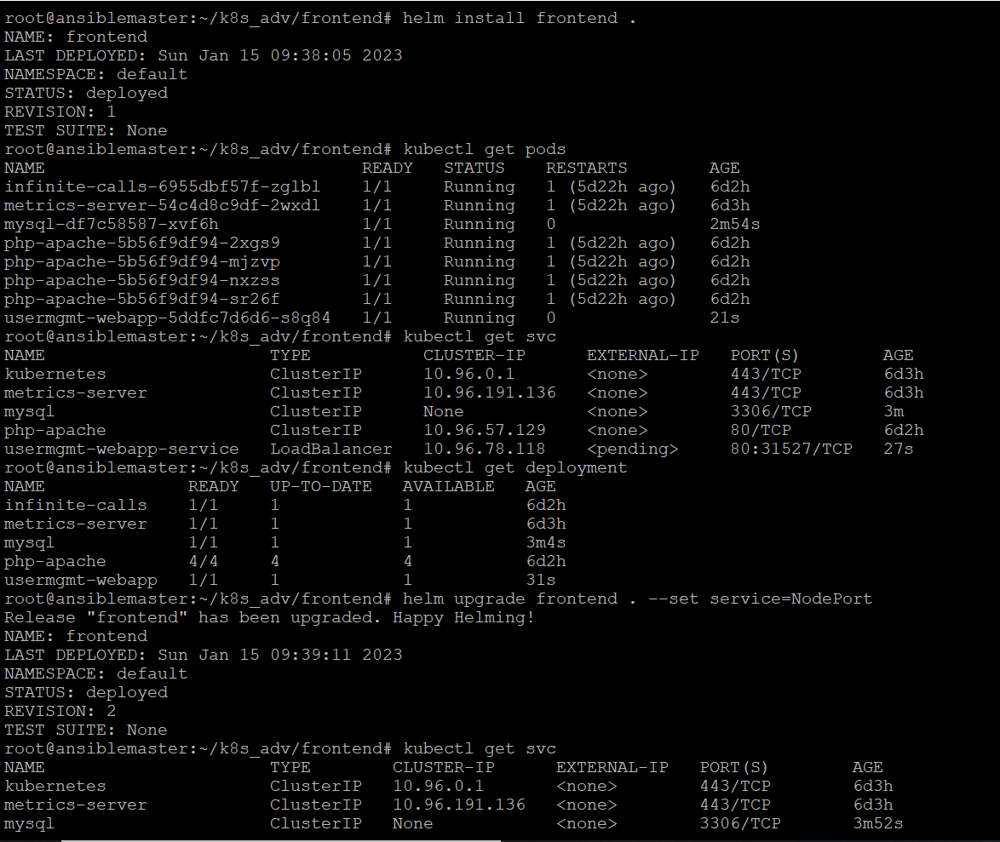 root@ansiblemaster:~/k8s_adv/frontend# helm install frontend .
NAME: frontend
LAST DEPLOYED: Sun Jan 15 09:38:05 2023
NAMESPACE: default
STATUS: deployed
REVISION: 1
TEST SUITE: None
root@ansiblemaster:~/k8s_adv/frontend# kubectl get pods
NAME READY STATUS RESTARTS AGE
infinite-calls-6955dbf57f-zglbl 1/1 Running 1 (5d22h ago) 6d2h
metrics-server-54c4d8c9df-2wxdl 1/1 Running 1 (5d22h ago) 6d3h
mysql-df7c58587-xvf6h 1/1 Running 0 2m54s
php-apache-5b56f9df94-2xgs9 1/1 Running 1 (5d22h ago) 6d2h
php-apache-5b56f9df94-mjzvp 1/1 Running 1 (5d22h ago) 6d2h
php-apache-5b56f9df94-nxzss 1/1 Running 1 (5d22h ago) 6d2h
php-apache-5b56f9df94-sr26f 1/1 Running 1 (5d22h ago) 6d2h
usermgmt-webapp-5ddfc7d6d6-s8q84 1/1 Running 0 21s
root@ansiblemaster:~/k8s_adv/frontend# kubectl get svc
NAME TYPE CLUSTER-IP EXTERNAL-IP PORT(S) AGE
kubernetes ClusterIP 10.96.0.1 <none> 443/TCP 6d3h
metrics-server ClusterIP 10.96.191.136 <none> 443/TCP 6d3h
mysql ClusterIP None <none> 3306/TCP 3m
php-apache ClusterIP 10.96.57.129 <none> 80/TCP 6d2h
usermgmt-webapp-service LoadBalancer 10.96.78.118 <pending> 80:31527/TCP 27s
root@ansiblemaster:~/k8s_adv/frontend# kubectl get deployment
NAME READY UP-TO-DATE AVAILABLE AGE
infinite-calls 1/1 1 1 6d2h
metrics-server 1/1 1 1 6d3h
mysql 1/1 1 1 3m4s
php-apache 4/4 4 4 6d2h
usermgmt-webapp 1/1 1 1 31s
root@ansiblemaster:~/k8s_adv/frontend# helm upgrade frontend . --set service=NodePort
Release "frontend" has been upgraded. Happy Helming!
NAME: frontend
LAST DEPLOYED: Sun Jan 15 09:39:11 2023
NAMESPACE: default
STATUS: deployed
REVISION: 2
TEST SUITE: None
root@ansiblemaster:~/k8s_adv/frontend# kubectl get svc
NAME TYPE CLUSTER-IP EXTERNAL-IP PORT(S) AGE
kubernetes ClusterIP 10.96.0.1 <none> 443/TCP 6d3h
metrics-server ClusterIP 10.96.191.136 <none> 443/TCP 6d3h
mysql ClusterIP None <none> 3306/TCP 3m52s